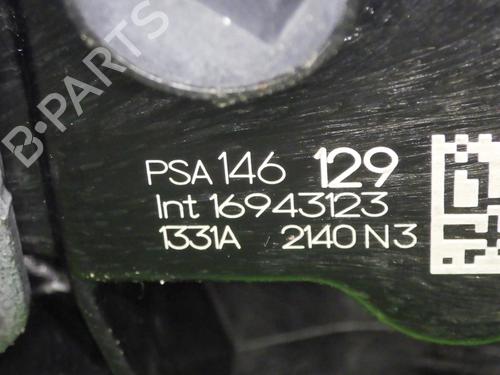 B-PARTS
PSA 146 129
Int 16943123
1331A 2140 N3